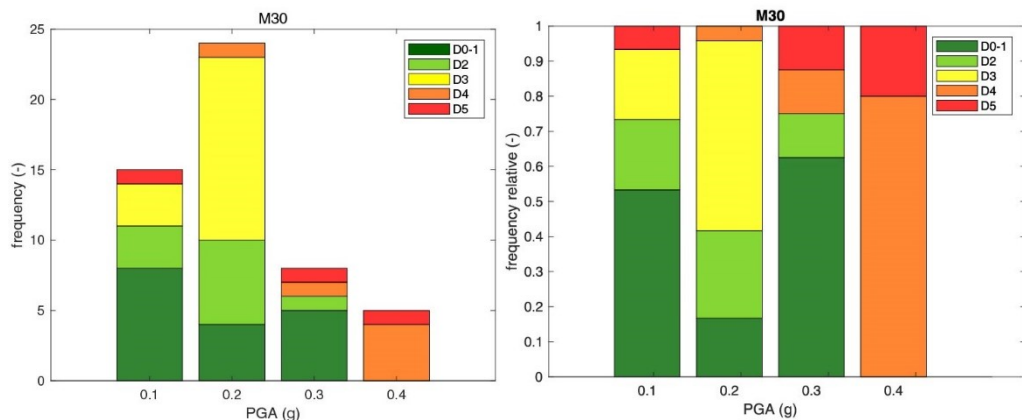 M30
25
20
15
10
5
0
frequency (-)
0.1 0.2 0.3 0.4
PGA (g)
D0-1
D2
D3
D4
D5
M30
1
0.9
0.8
0.7
0.6
0.5
0.4
0.3
0.2
0.1
0
frequency relative (-)
0.1 0.2 0.3 0.4
PGA (g)
D0-1
D2
D3
D4
D5